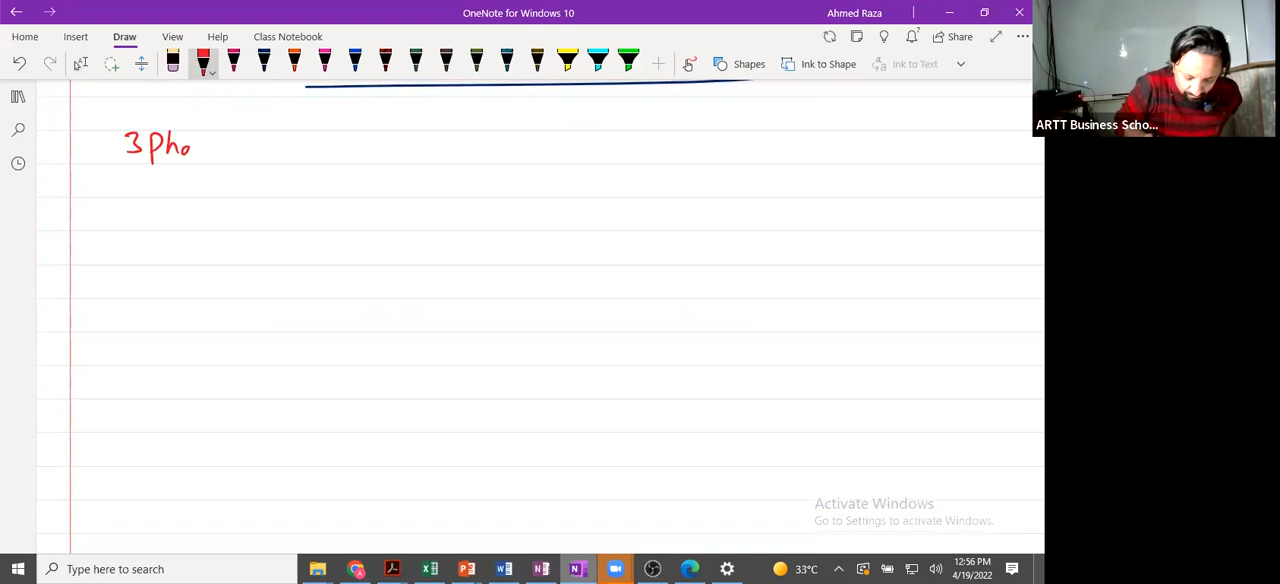 OneNote for Windows 10
Ahmed Raza
Home
Insert
Draw
View
Help
Class Notebook
Share
Shapes
Ink to Shape
Ink to Text
ARTT Business Scho...
3 Pha
Activate Windows
Go to Settings to activate Windows.
Type here to search
33°C
12:56 PM
4/19/2022